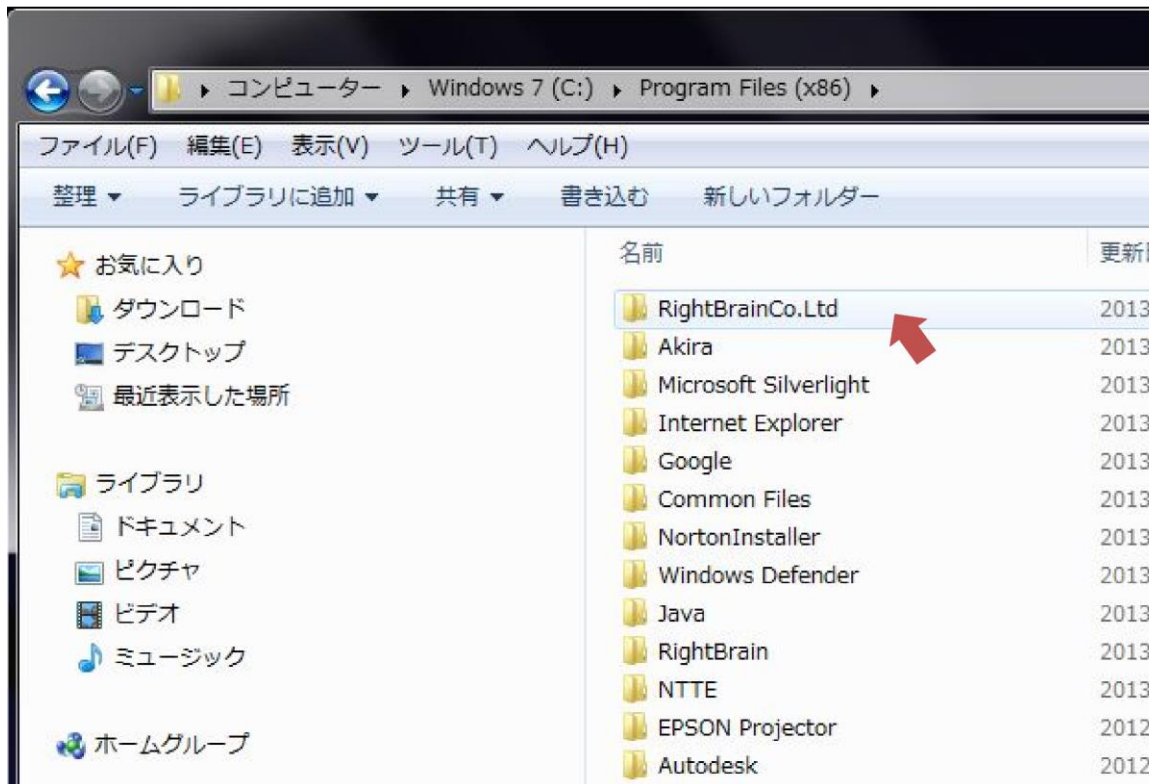 コンピューター Windows 7 (C:) Program Files (x86)
ファイル(F) 編集(E) 表示(V) ツール(T) ヘルプ(H)
整理 ライブラリに追加 共有 書き込む 新しいフォルダー
お気に入り
ダウンロード
デスクトップ
最近表示した場所
ライブラリ
ドキュメント
ピクチャ
ビデオ
ミュージック
ホームグループ
名前 更新
RightBrainCo.Ltd 2013
Akira 2013
Microsoft Silverlight 2013
Internet Explorer 2013
Google 2013
Common Files 2013
NortonInstaller 2013
Windows Defender 2013
Java 2013
RightBrain 2013
NTTE 2013
EPSON Projector 2012
Autodesk 2012